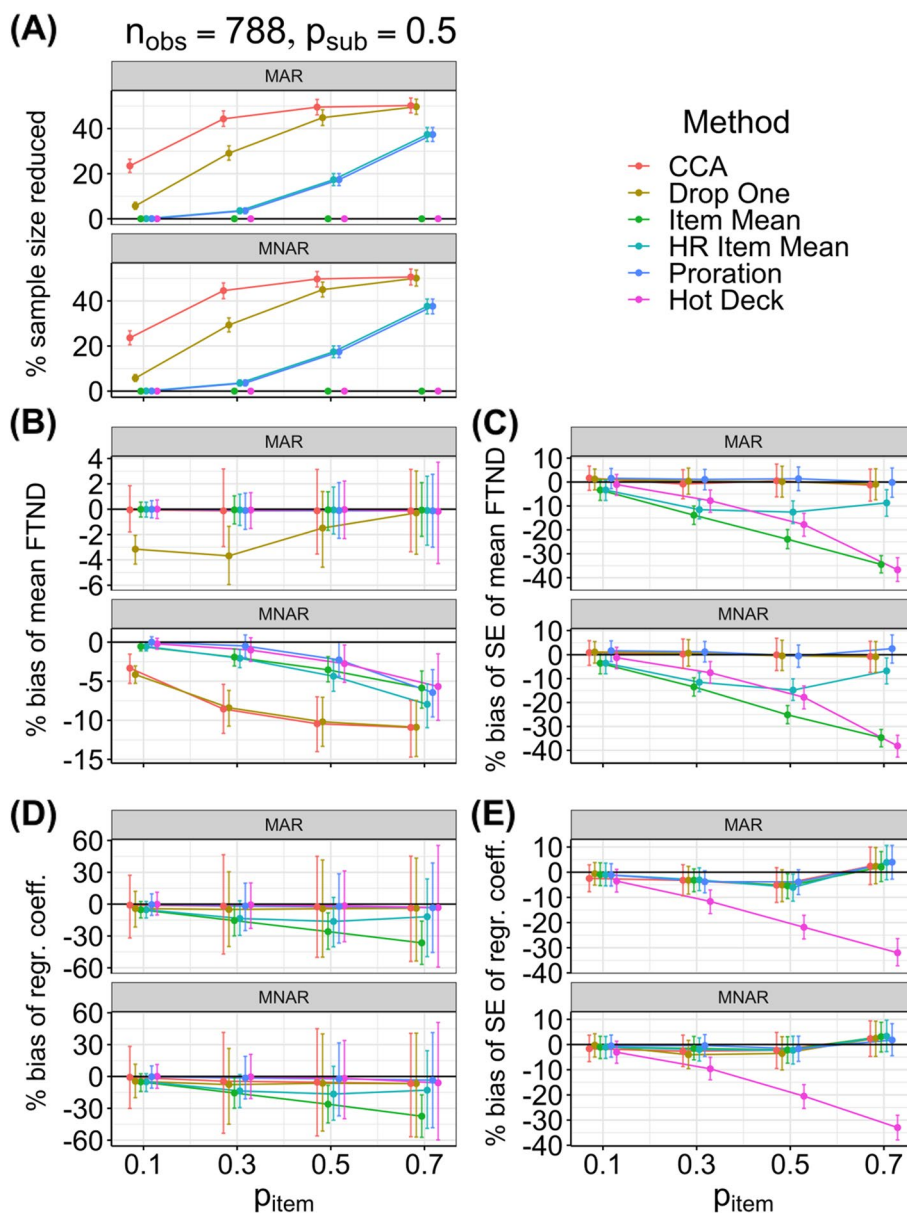 (A) n_obs = 788, p_sub = 0.5
MAR
40
20
0
MNAR
40
20
0
% sample size reduced
Method
CCA
Drop One
Item Mean
HR Item Mean
Proration
Hot Deck
(B)
MAR
4
2
0
-2
-4
-6
MNAR
0
-5
-10
-15
% bias of mean FTND
(C)
MAR
10
0
-10
-20
-30
-40
MNAR
10
0
-10
-20
-30
-40
% bias of SE of mean FTND
(D)
MAR
60
30
0
-30
-60
MNAR
60
30
0
-30
-60
% bias of regr. coeff.
0.1 0.3 0.5 0.7
p_item
(E)
MAR
10
0
-10
-20
-30
-40
MNAR
10
0
-10
-20
-30
-40
% bias of SE of regr. coeff.
0.1 0.3 0.5 0.7
p_item